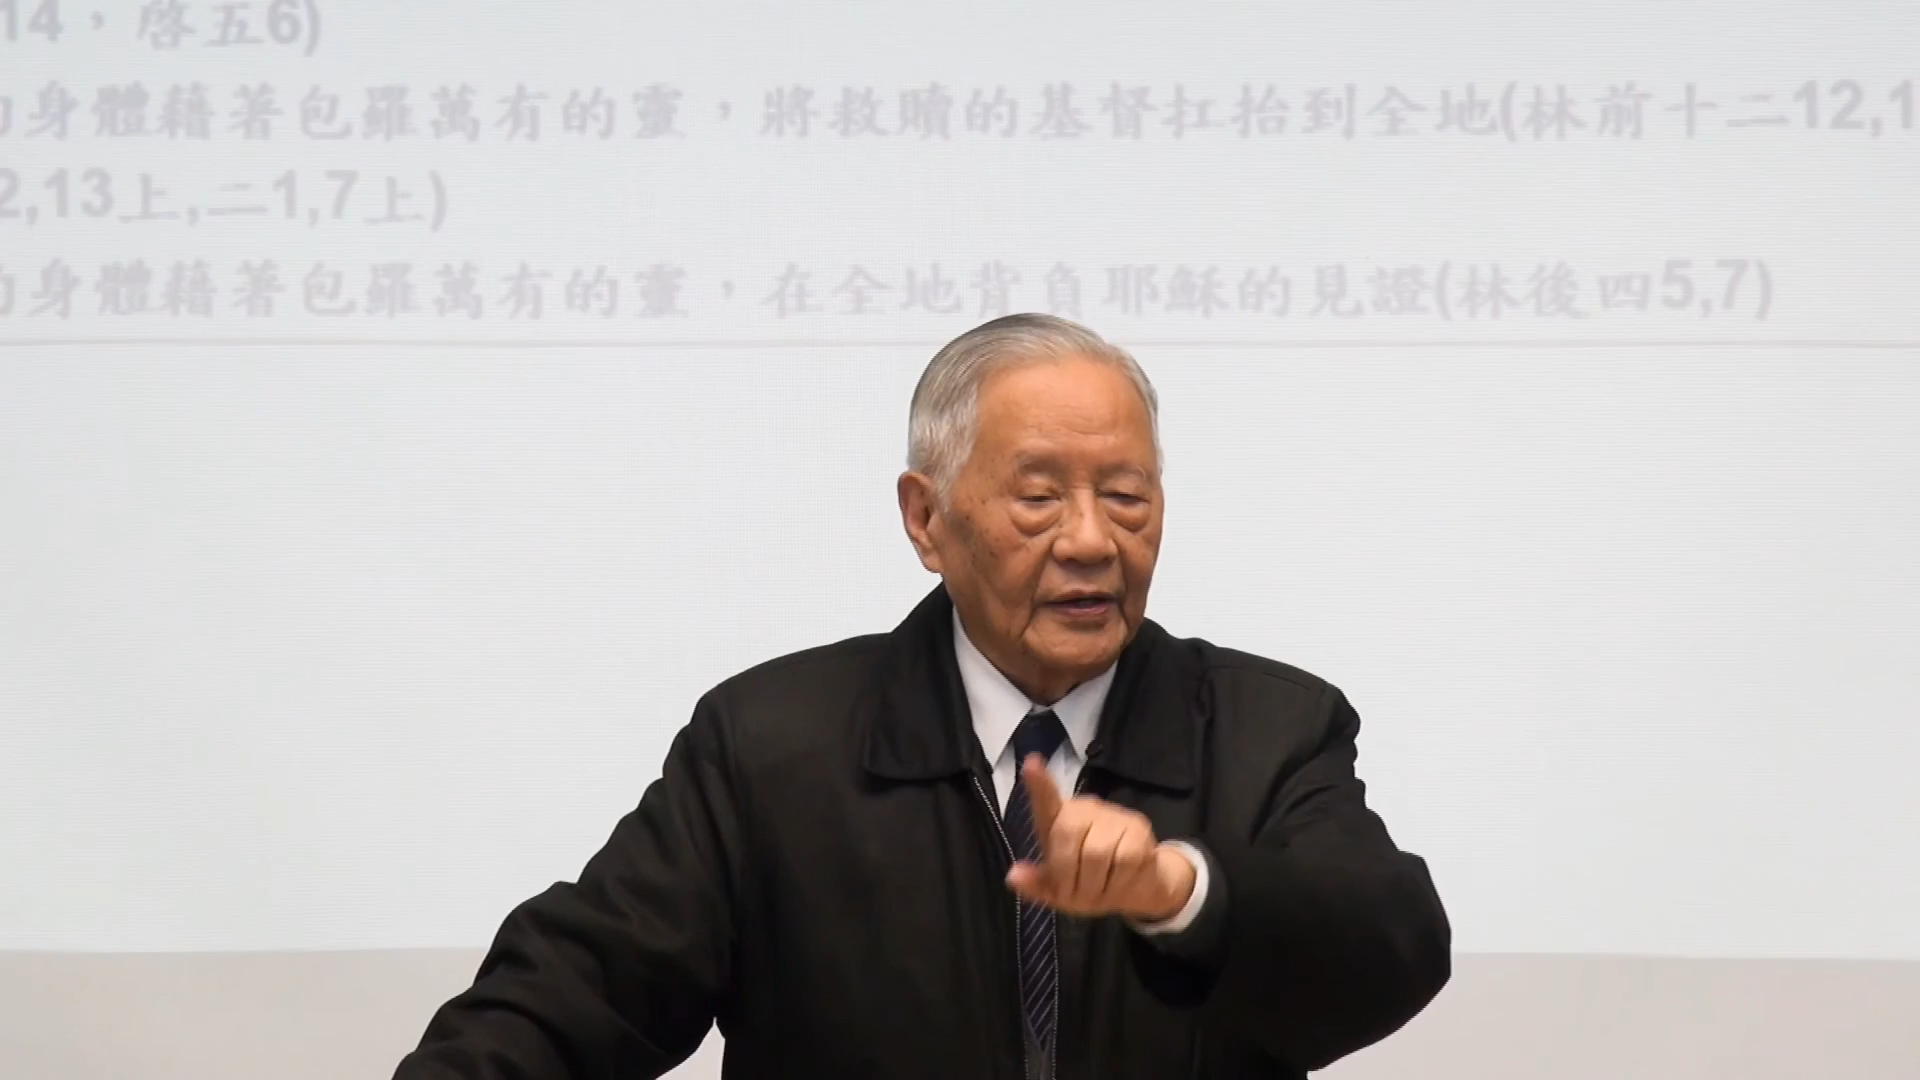 14，啓五6)
身體藉著包羅萬有的靈，將救贖的基督扛抬到全地(林前十二12,1
2,13上,二1,7上)
身體藉著包羅萬有的靈，在全地背負耶穌的見證(林後四5,7)